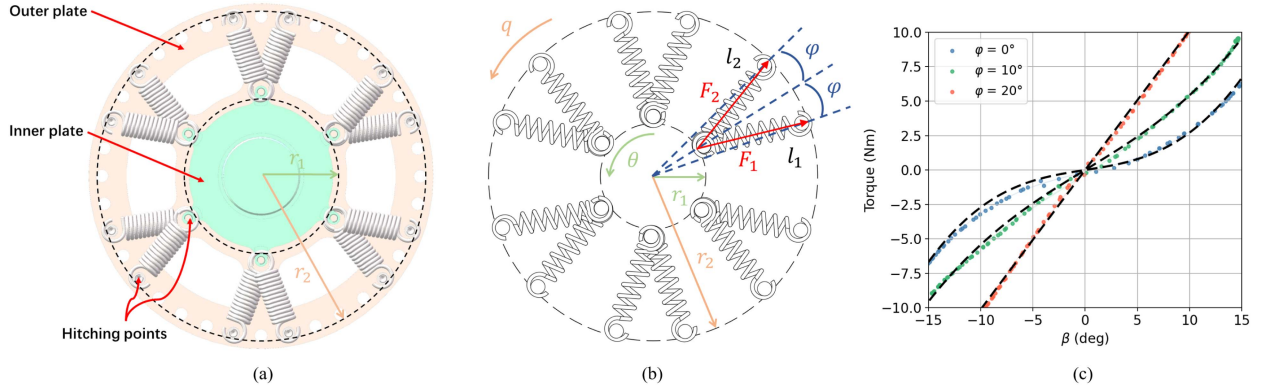 Outer plate
Inner plate
r₁
r₂
Hitching points
(a)
q
l₂
φ
F₂
φ
θ
F₁
l₁
r₁
r₂
(b)
10.0
7.5
5.0
2.5
0.0
-2.5
-5.0
-7.5
-10.0
Torque (Nm)
φ = 0°
φ = 10°
φ = 20°
-15
-10
-5
0
5
10
15
β (deg)
(c)